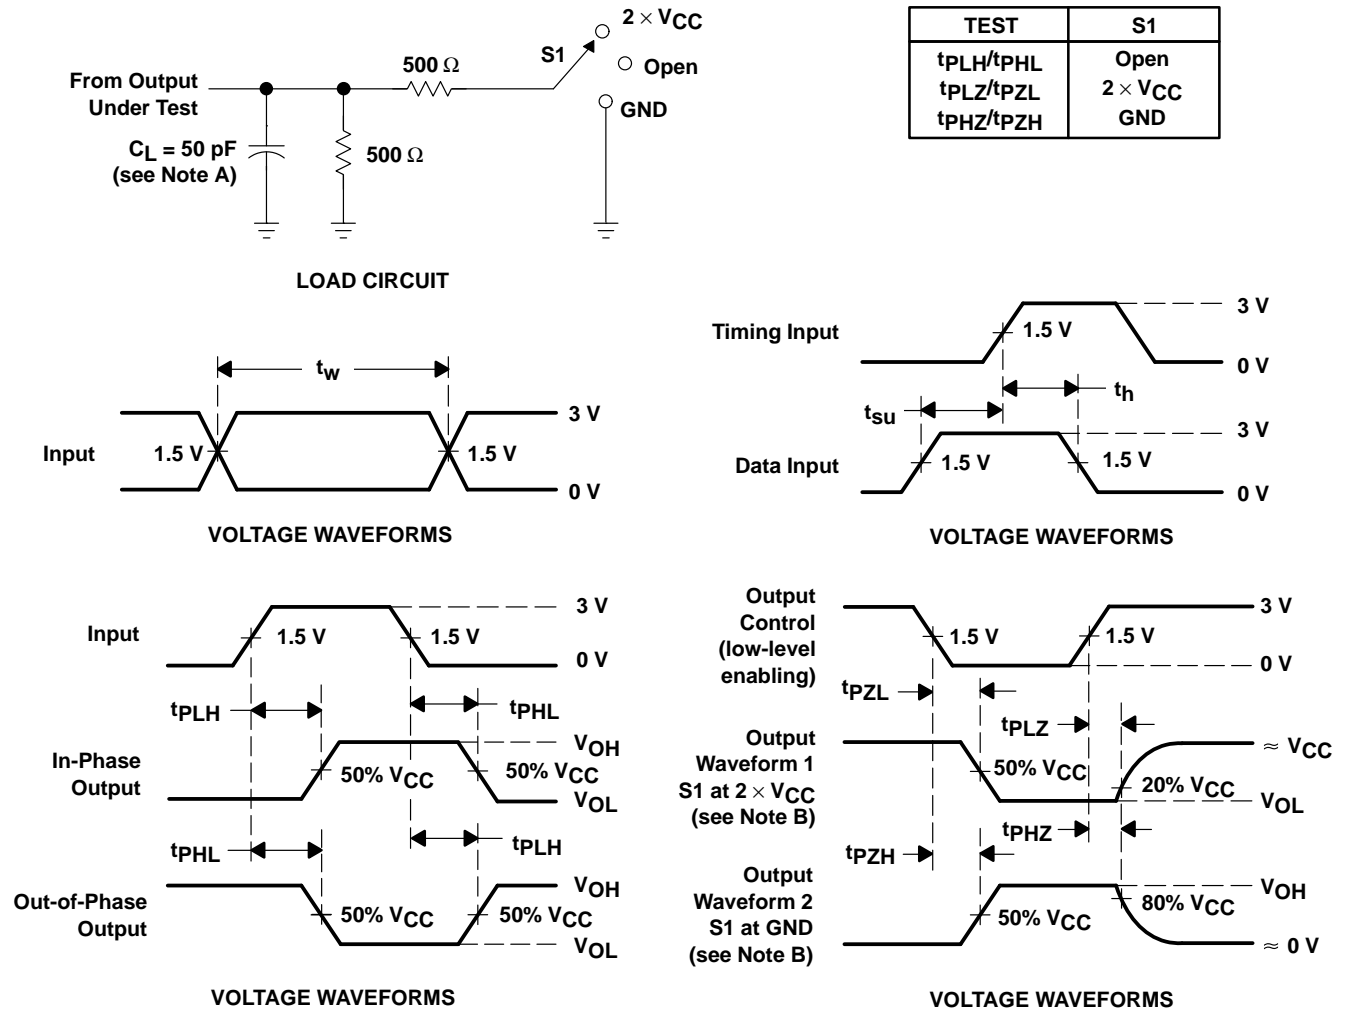 2 × VCC
S1
Open
GND
500 Ω
From Output
Under Test
CL = 50 pF
(see Note A)
500 Ω
LOAD CIRCUIT
TEST S1
tPLH/tPHL Open
tPLZ/tPZL 2 × VCC
tPHZ/tPZH GND
tw
3 V
Input 1.5 V 1.5 V
0 V
VOLTAGE WAVEFORMS
3 V
Timing Input 1.5 V
0 V
th
tsu
3 V
Data Input 1.5 V 1.5 V
0 V
VOLTAGE WAVEFORMS
3 V
Input 1.5 V 1.5 V
0 V
tPLH tPHL
VOH
In-Phase
Output
50% VCC 50% VCC
VOL
tPHL tPLH
VOH
Out-of-Phase
Output
50% VCC 50% VCC
VOL
VOLTAGE WAVEFORMS
Output
Control
(low-level
enabling)
3 V
1.5 V 1.5 V
0 V
tPZL
tPLZ
Output
Waveform 1
S1 at 2 × VCC
(see Note B)
≈ VCC
50% VCC 20% VCC
VOL
tPHZ
tPZH
Output
Waveform 2
S1 at GND
(see Note B)
VOH
50% VCC 80% VCC
≈ 0 V
VOLTAGE WAVEFORMS